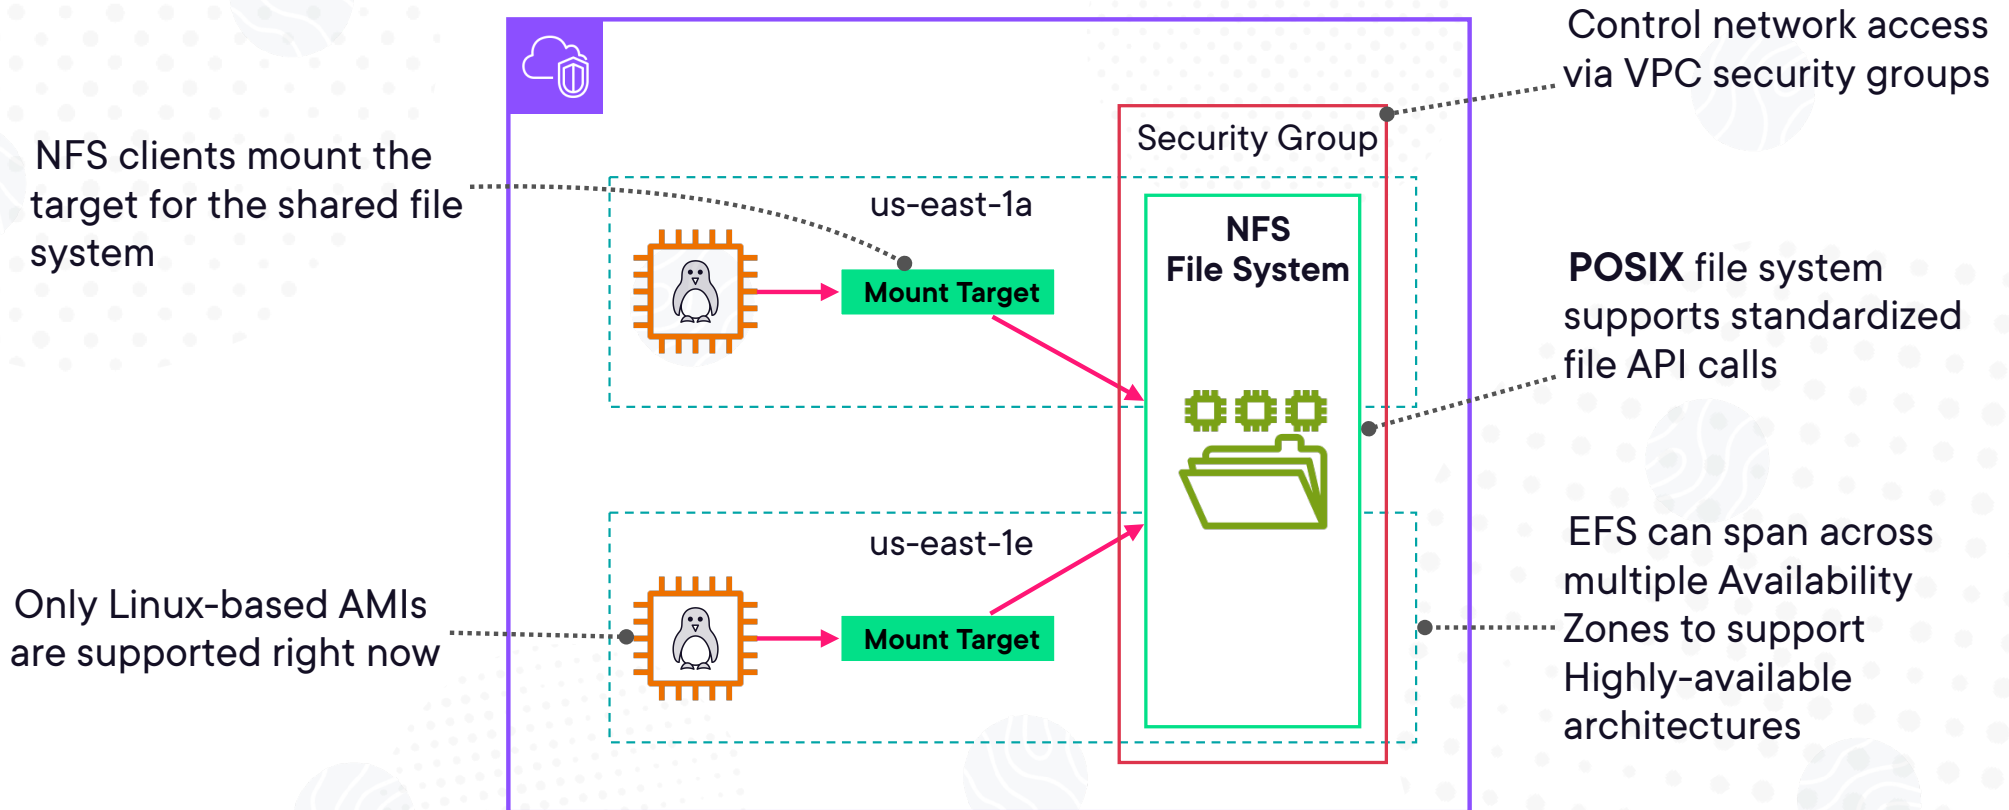 Control network access
via VPC security groups
Security Group
NFS clients mount the
target for the shared file
system
us-east-1a
Mount Target
NFS
File System
POSIX file system
supports standardized
file API calls
us-east-1e
Mount Target
Only Linux-based AMIs
are supported right now
EFS can span across
multiple Availability
Zones to support
Highly-available
architectures